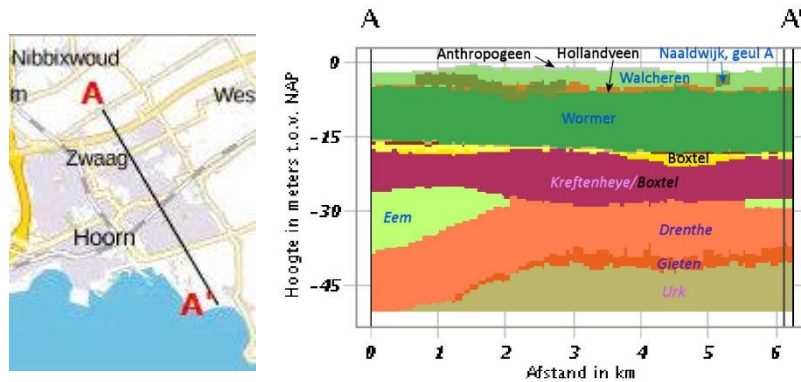 Nibbixwoud
A
m
Wes
Zwaag
Hoorn
A'
A
A'
Anthropogeen
Hollandveen
Naaldwijk, geul A
Walcheren
Wormer
Boxtel
Kreftenheye/Boxtel
Eem
Drenthe
Gieten
Urk
Hoogte in meters t.o.v. NAP
0
-15
-30
-45
0
1
2
3
4
5
6
Afstand in km